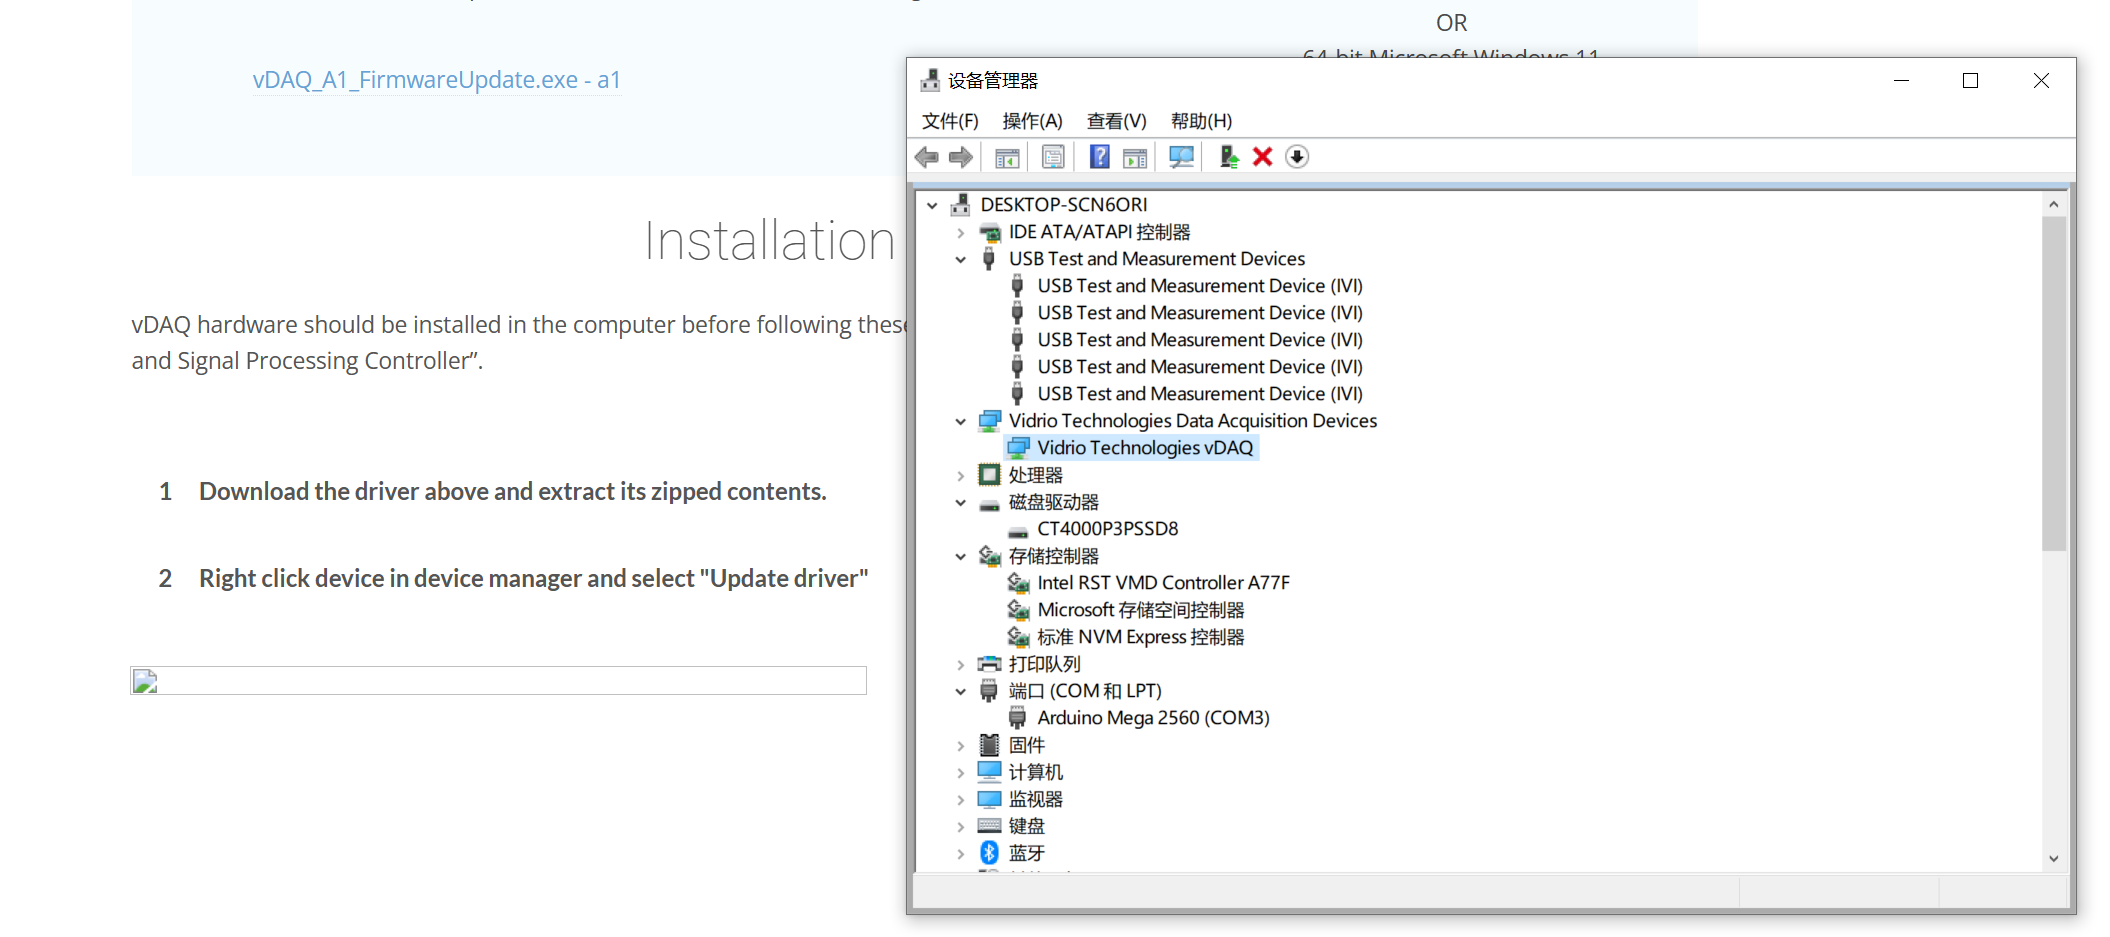 OR
64-bit Microsoft Windows 11
vDAQ_A1_FirmwareUpdate.exe - a1
Installation
vDAQ hardware should be installed in the computer before following these
and Signal Processing Controller”.
1 Download the driver above and extract its zipped contents.
2 Right click device in device manager and select "Update driver"
设备管理器
文件(F) 操作(A) 查看(V) 帮助(H)
DESKTOP-SCN6ORI
IDE ATA/ATAPI 控制器
USB Test and Measurement Devices
USB Test and Measurement Device (IVI)
USB Test and Measurement Device (IVI)
USB Test and Measurement Device (IVI)
USB Test and Measurement Device (IVI)
USB Test and Measurement Device (IVI)
Vidrio Technologies Data Acquisition Devices
Vidrio Technologies vDAQ
处理器
磁盘驱动器
CT4000P3PSSD8
存储控制器
Intel RST VMD Controller A77F
Microsoft 存储空间控制器
标准 NVM Express 控制器
打印队列
端口 (COM 和 LPT)
Arduino Mega 2560 (COM3)
固件
计算机
监视器
键盘
蓝牙